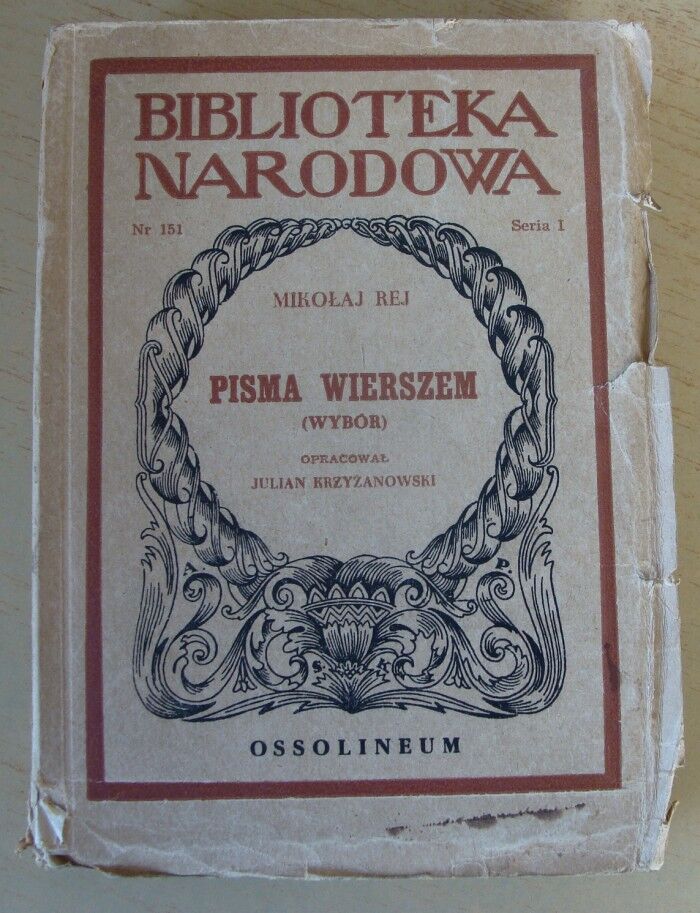 BIBLIOTEKA
NARODOWA
Nr 151 Seria I
MIKOŁAJ REJ
PISMA WIERSZEM
(WYBÓR)
OPRACOWAŁ
JULIAN KRZYŻANOWSKI
A P.
S. A
OSSOLINEUM